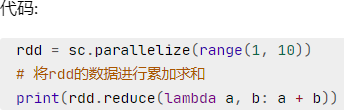 代码:
rdd = sc.parallelize(range(1, 10))
# 将rdd的数据进行累加求和
print(rdd.reduce(lambda a, b: a + b))